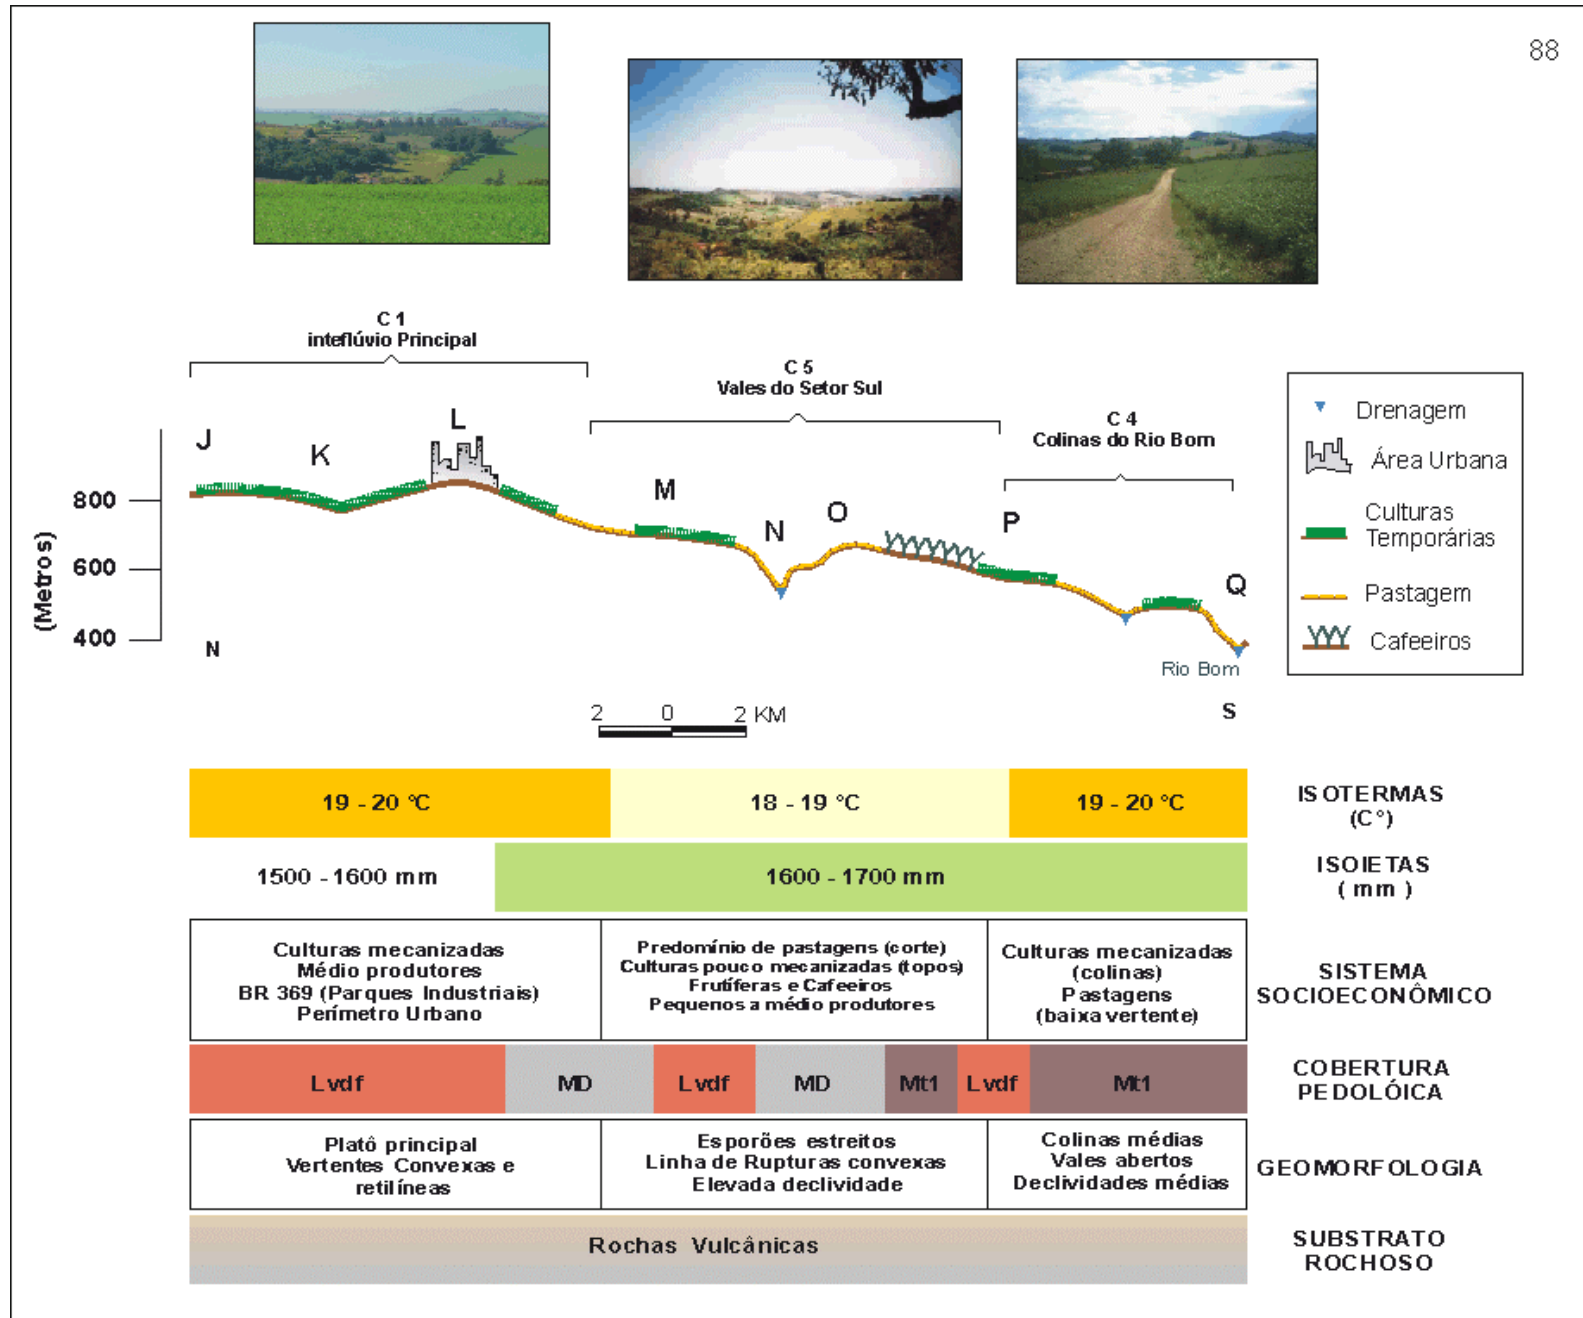 88
C 1
inteflúvio Principal
C 5
Vales do Setor Sul
C 4
Colinas do Rio Bom
J
K
L
M
N
O
P
Q
(Metros)
800
600
400
N
S
Rio Bom
2 0 2 KM
Drenagem
Área Urbana
Culturas
Temporárias
Pastagem
Cafeeiros
19 - 20 °C
18 - 19 °C
19 - 20 °C
ISOTERMAS
(C°)
1500 - 1600 mm
1600 - 1700 mm
ISOIETAS
( mm )
Culturas mecanizadas
Médio produtores
BR 369 (Parques Industriais)
Perímetro Urbano
Predomínio de pastagens (corte)
Culturas pouco mecanizadas (topos)
Frutíferas e Cafeeiros
Pequenos a médio produtores
Culturas mecanizadas
(colinas)
Pastagens
(baixa vertente)
SISTEMA
SOCIOECONÔMICO
Lvdf
MD
Lvdf
MD
Mt1
Lvdf
Mt1
COBERTURA
PEDOLÓICA
Platô principal
Vertentes Convexas e
retilíneas
Esporões estreitos
Linha de Rupturas convexas
Elevada declividade
Colinas médias
Vales abertos
Declividades médias
GEOMORFOLOGIA
Rochas Vulcânicas
SUBSTRATO
ROCHOSO